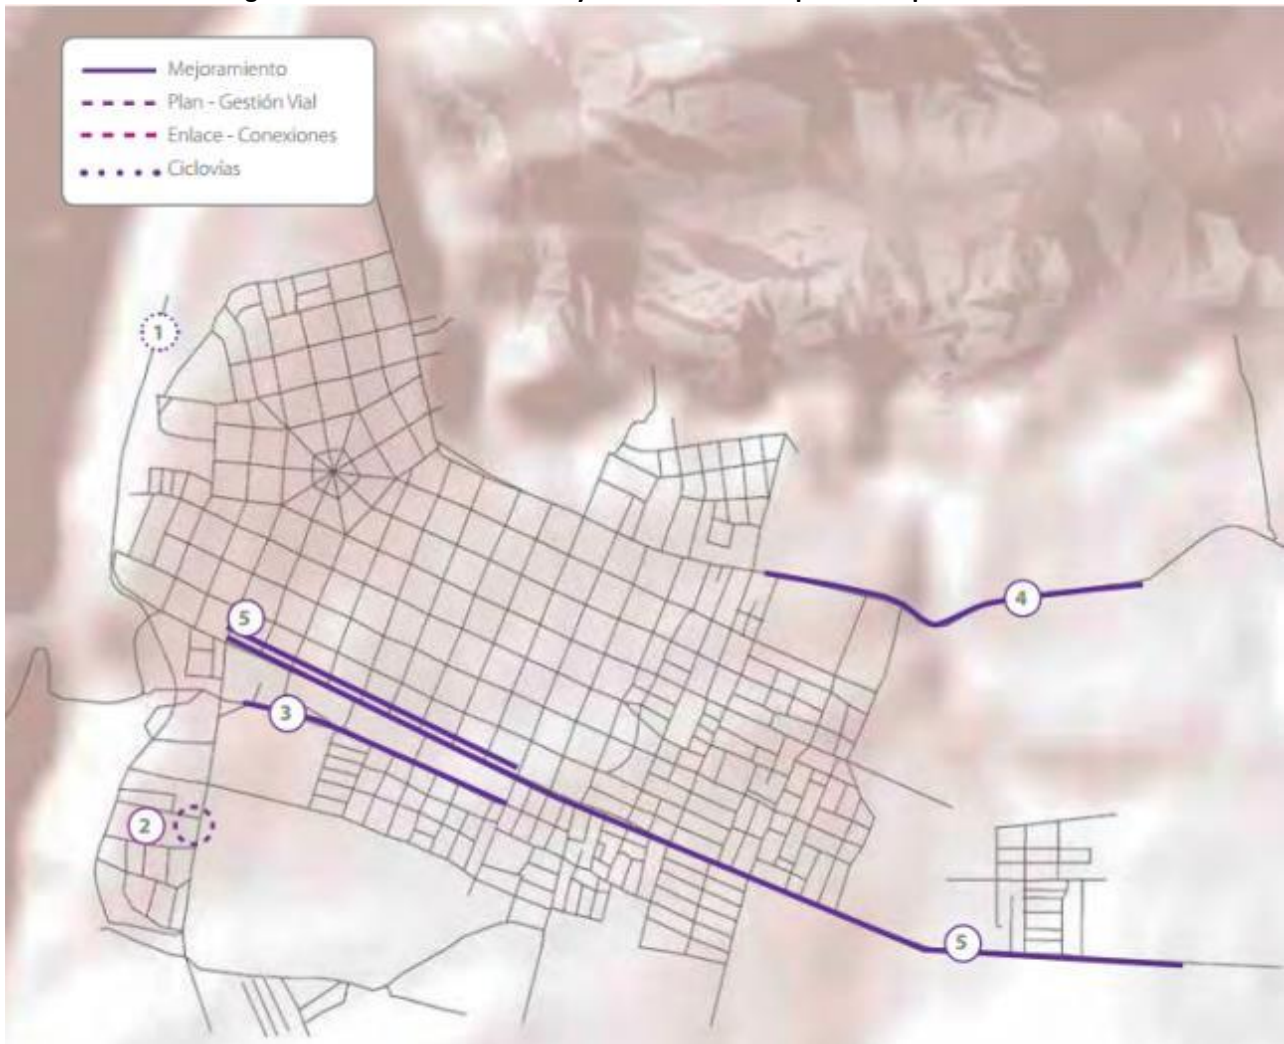 Mejoramiento
Plan - Gestión Vial
Enlace - Conexiones
Ciclovías
1
5
4
3
2
5